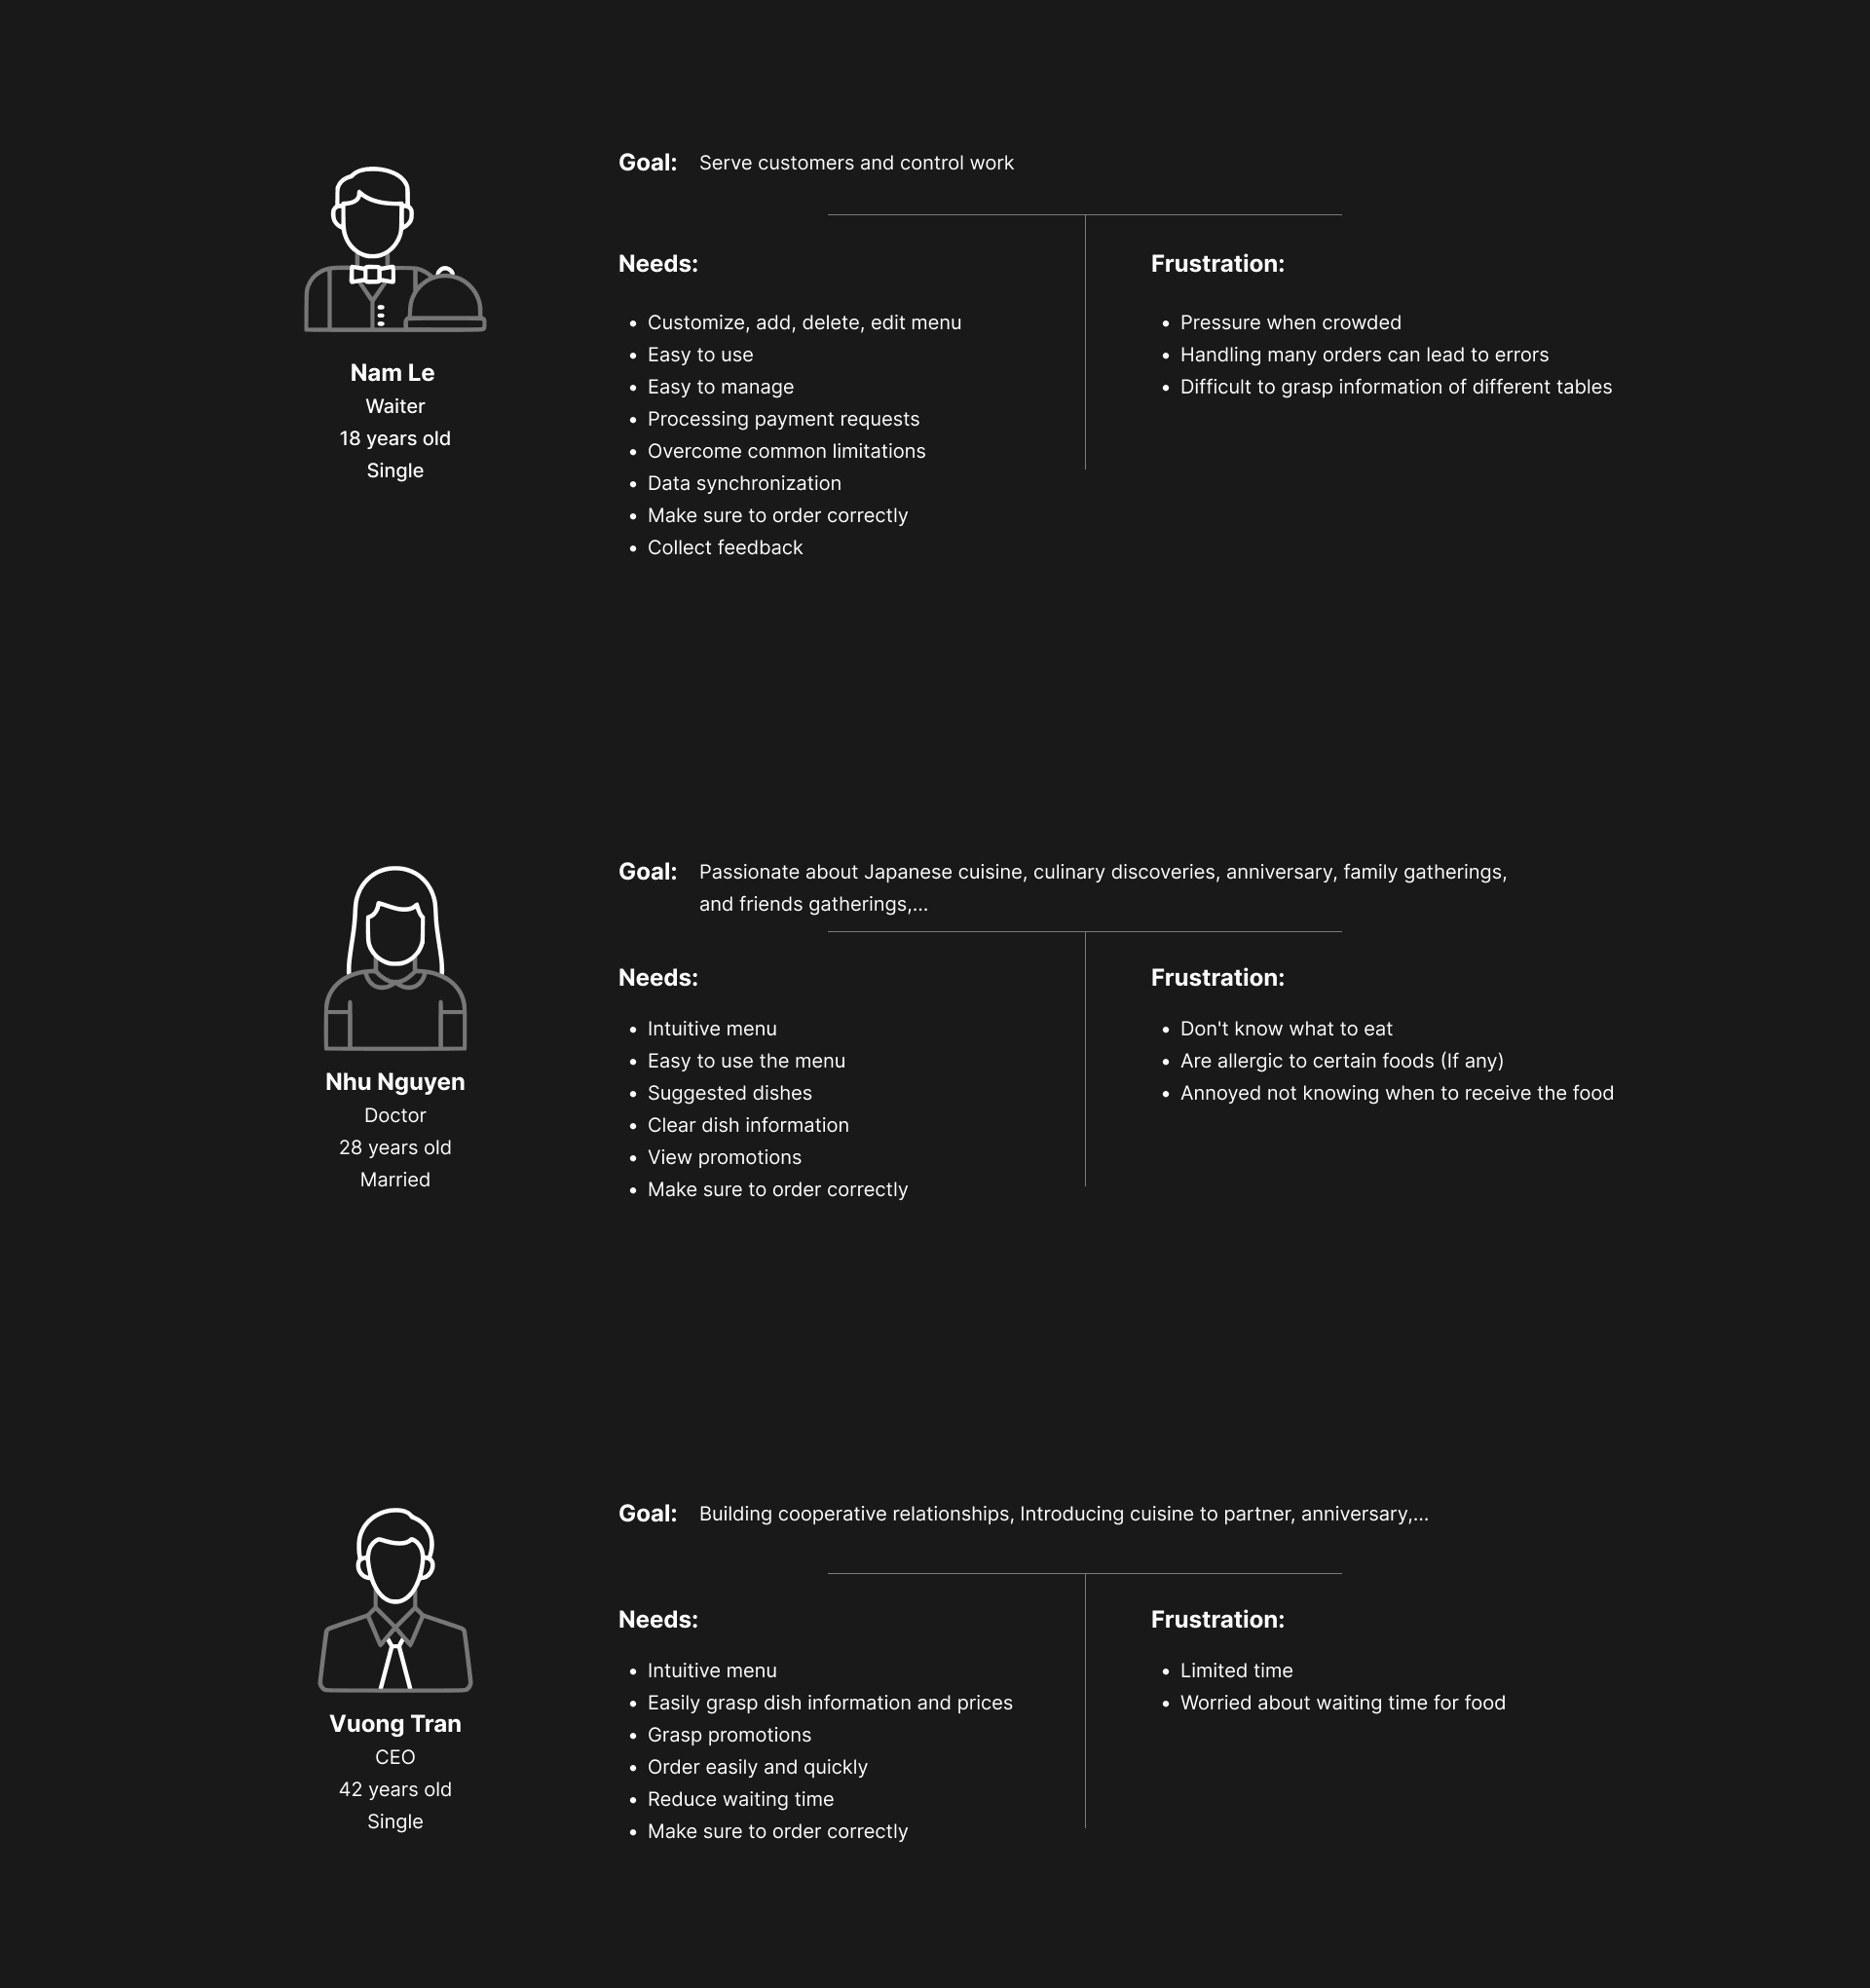 Goal: Serve customers and control work
Needs:
• Customize, add, delete, edit menu
• Easy to use
• Easy to manage
• Processing payment requests
• Overcome common limitations
• Data synchronization
• Make sure to order correctly
• Collect feedback
Frustration:
• Pressure when crowded
• Handling many orders can lead to errors
• Difficult to grasp information of different tables
Nam Le
Waiter
18 years old
Single
Goal: Passionate about Japanese cuisine, culinary discoveries, anniversary, family gatherings,
and friends gatherings,...
Needs:
• Intuitive menu
• Easy to use the menu
• Suggested dishes
• Clear dish information
• View promotions
• Make sure to order correctly
Frustration:
• Don't know what to eat
• Are allergic to certain foods (If any)
• Annoyed not knowing when to receive the food
Nhu Nguyen
Doctor
28 years old
Married
Goal: Building cooperative relationships, Introducing cuisine to partner, anniversary,...
Needs:
• Intuitive menu
• Easily grasp dish information and prices
• Grasp promotions
• Order easily and quickly
• Reduce waiting time
• Make sure to order correctly
Frustration:
• Limited time
• Worried about waiting time for food
Vuong Tran
CEO
42 years old
Single